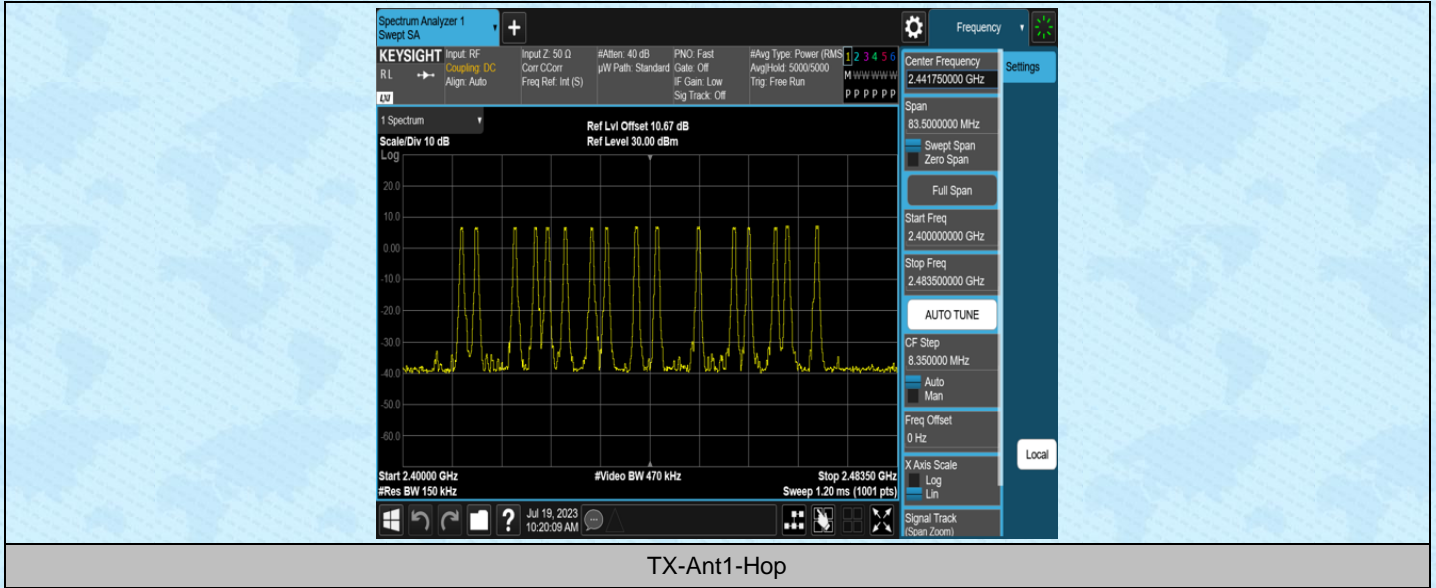 Spectrum Analyzer 1
Swept SA
+
Frequency
KEYSIGHT
RL
LXI
Input: RF
Coupling: DC
Align: Auto
Input Z: 50 Ω
Corr CCorr
Freq Ref: Int (S)
#Atten: 40 dB
µW Path: Standard
PNO: Fast
Gate: Off
IF Gain: Low
Sig Track: Off
#Avg Type: Power (RMS
Avg|Hold: 5000/5000
Trig: Free Run
1 2 3 4 5 6
M W W W W W
P P P P P P
1 Spectrum
Scale/Div 10 dB
Ref Lvl Offset 10.67 dB
Ref Level 30.00 dBm
Log
20.0
10.0
0.00
-10.0
-20.0
-30.0
-40.0
-50.0
-60.0
Start 2.40000 GHz
#Res BW 150 kHz
#Video BW 470 kHz
Stop 2.48350 GHz
Sweep 1.20 ms (1001 pts)
Center Frequency
2.441750000 GHz
Settings
Span
83.5000000 MHz
Swept Span
Zero Span
Full Span
Start Freq
2.400000000 GHz
Stop Freq
2.483500000 GHz
AUTO TUNE
CF Step
8.350000 MHz
Auto
Man
Freq Offset
0 Hz
X Axis Scale
Log
Lin
Local
Signal Track
(Span Zoom)
?
Jul 19, 2023
10:20:09 AM
TX-Ant1-Hop